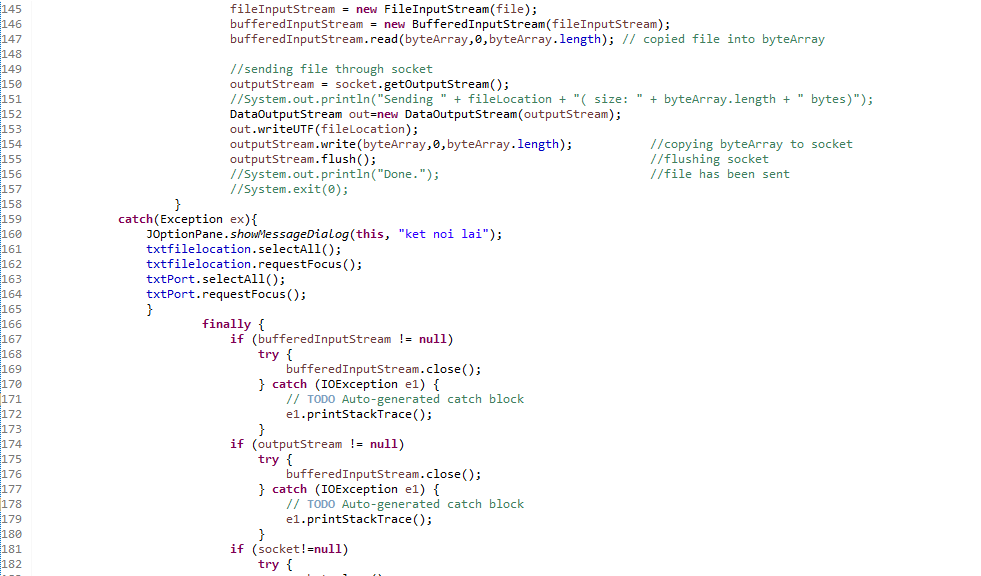 145 fileInputStream = new FileInputStream(file);
146 bufferedInputStream = new BufferedInputStream(fileInputStream);
147 bufferedInputStream.read(byteArray,0,byteArray.length); // copied file into byteArray
148
149 //sending file through socket
150 outputStream = socket.getOutputStream();
151 //System.out.println("Sending " + fileLocation + "( size: " + byteArray.length + " bytes)");
152 DataOutputStream out=new DataOutputStream(outputStream);
153 out.writeUTF(fileLocation);
154 outputStream.write(byteArray,0,byteArray.length); //copying byteArray to socket
155 outputStream.flush(); //flushing socket
156 //System.out.println("Done."); //file has been sent
157 //System.exit(0);
158 }
159 catch(Exception ex){
160 JOptionPane.showMessageDialog(this, "ket noi lai");
161 txtfilelocation.selectAll();
162 txtfilelocation.requestFocus();
163 txtPort.selectAll();
164 txtPort.requestFocus();
165 }
166 finally {
167 if (bufferedInputStream != null)
168 try {
169 bufferedInputStream.close();
170 } catch (IOException e1) {
171 // TODO Auto-generated catch block
172 e1.printStackTrace();
173 }
174 if (outputStream != null)
175 try {
176 bufferedInputStream.close();
177 } catch (IOException e1) {
178 // TODO Auto-generated catch block
179 e1.printStackTrace();
180 }
181 if (socket!=null)
182 try {